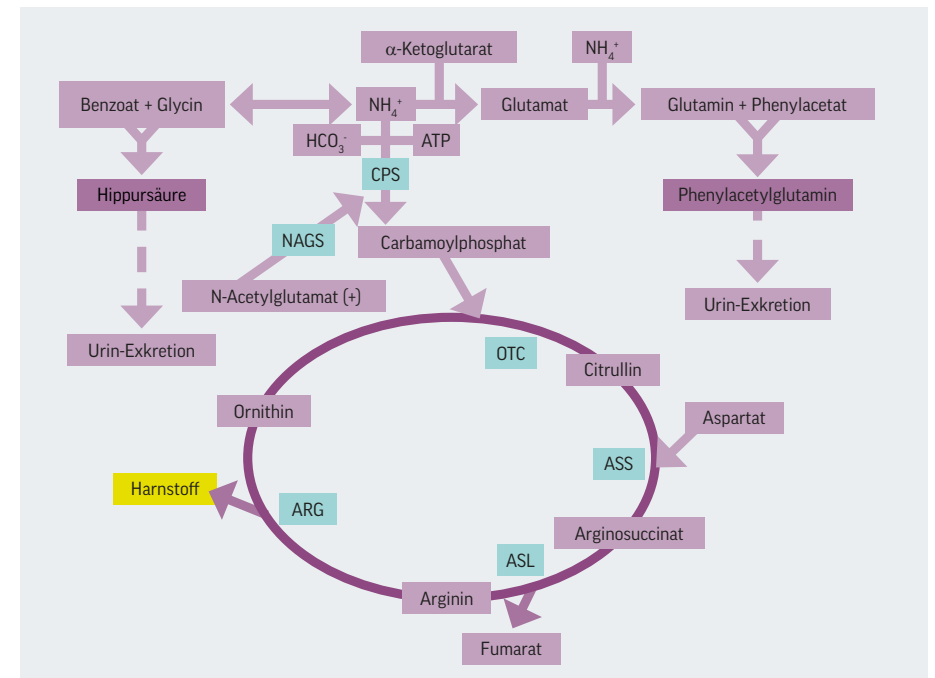 α-Ketoglutarat
NH₄⁺
Benzoat + Glycin
NH₄⁺
Glutamat
Glutamin + Phenylacetat
HCO₃⁻
ATP
CPS
Hippursäure
Phenylacetylglutamin
NAGS
Carbamoylphosphat
N-Acetylglutamat (+)
Urin-Exkretion
Urin-Exkretion
OTC
Citrullin
Ornithin
Aspartat
ASS
Harnstoff
ARG
Arginosuccinat
ASL
Arginin
Fumarat